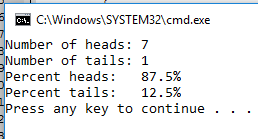 C:\Windows\SYSTEM32\cmd.exe
Number of heads: 7
Number of tails: 1
Percent heads:   87.5%
Percent tails:   12.5%
Press any key to continue . . .